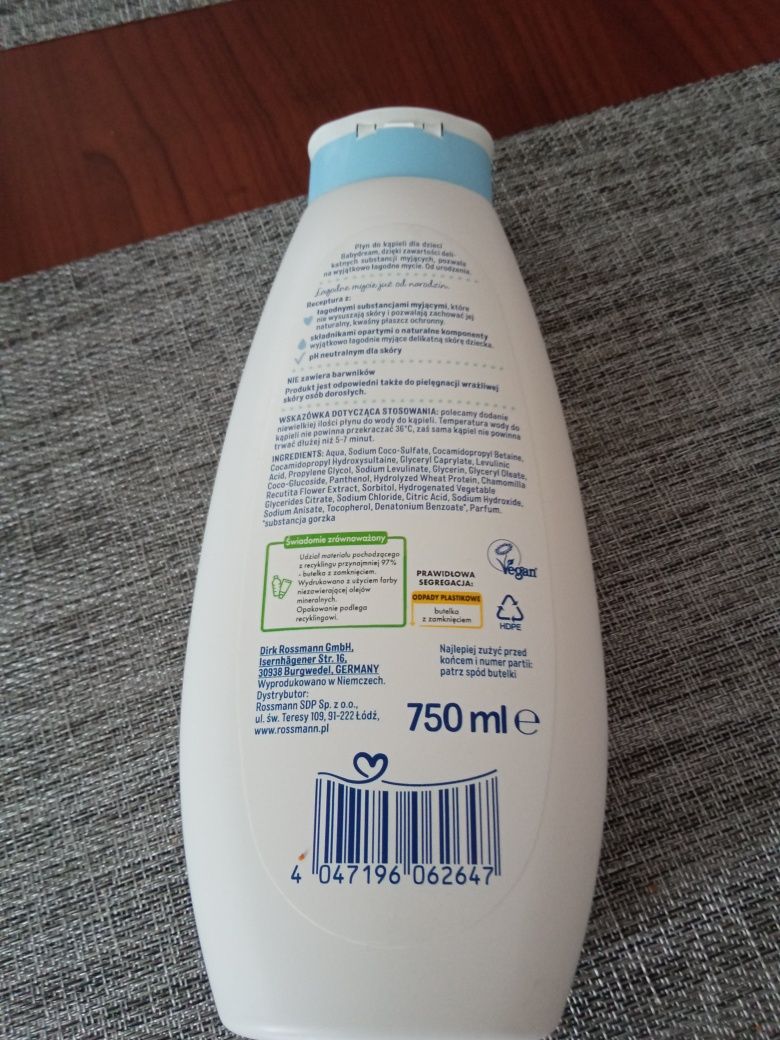 Płyn do kąpieli dla dzieci
Babydream, dzięki zawartości deli-
katnych substancji myjących, pozwala
na wyjątkowo łagodne mycie. Od urodzenia.
Łagodne mycie już od narodzin.
Receptura z:
łagodnymi substancjami myjącymi, które
nie wysuszają skóry i pozwalają zachować jej
naturalny, kwaśny płaszcz ochronny.
składnikami opartymi o naturalne komponenty
wyjątkowo łagodnie myjące delikatną skórę dziecka.
pH neutralnym dla skóry
NIE zawiera barwników
Produkt jest odpowiedni także do pielęgnacji wrażliwej
skóry osób dorosłych.
WSKAZÓWKA DOTYCZĄCA STOSOWANIA: polecamy dodanie
niewielkiej ilości płynu do wody do kąpieli. Temperatura wody do
kąpieli nie powinna przekraczać 36°C, zaś sama kąpiel nie powinna
trwać dłużej niż 5-7 minut.
INGREDIENTS: Aqua, Sodium Coco-Sulfate, Cocamidopropyl Betaine,
Cocamidopropyl Hydroxysultaine, Glyceryl Caprylate, Levulinic
Acid, Propylene Glycol, Sodium Levulinate, Glycerin, Glyceryl Oleate,
Coco-Glucoside, Panthenol, Hydrolyzed Wheat Protein, Chamomilla
Recutita Flower Extract, Sorbitol, Hydrogenated Vegetable
Glycerides Citrate, Sodium Chloride, Citric Acid, Sodium Hydroxide,
Sodium Anisate, Tocopherol, Denatonium Benzoate*, Parfum.
*substancja gorzka
Świadomie zrównoważony
Udział materiału pochodzącego
z recyklingu przynajmniej 97%
- butelka z zamknięciem.
Wydrukowano z użyciem farby
niezawierającej olejów
mineralnych.
Opakowanie podlega
recyklingowi.
PRAWIDŁOWA
SEGREGACJA:
ODPADY PLASTIKOWE
butelka
z zamknięciem
Vegan
HDPE
Dirk Rossmann GmbH,
Isernhägener Str. 16,
30938 Burgwedel, GERMANY
Wyprodukowano w Niemczech.
Dystrybutor:
Rossmann SDP Sp. z o.o.,
ul. św. Teresy 109, 91-222 Łódź,
www.rossmann.pl
Najlepiej zużyć przed
końcem i numer partii:
patrz spód butelki
750 ml e
4 047196 062647